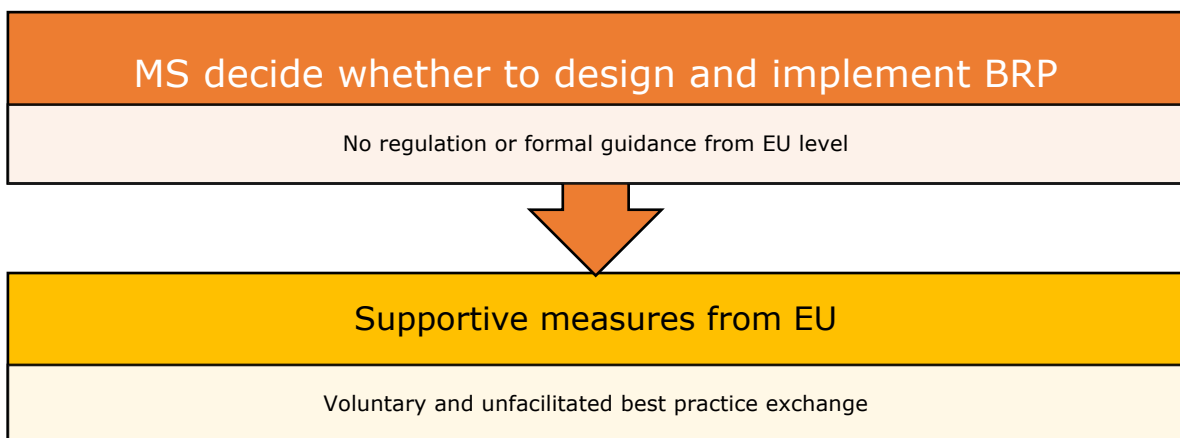 MS decide whether to design and implement BRP
No regulation or formal guidance from EU level
Supportive measures from EU
Voluntary and unfacilitated best practice exchange